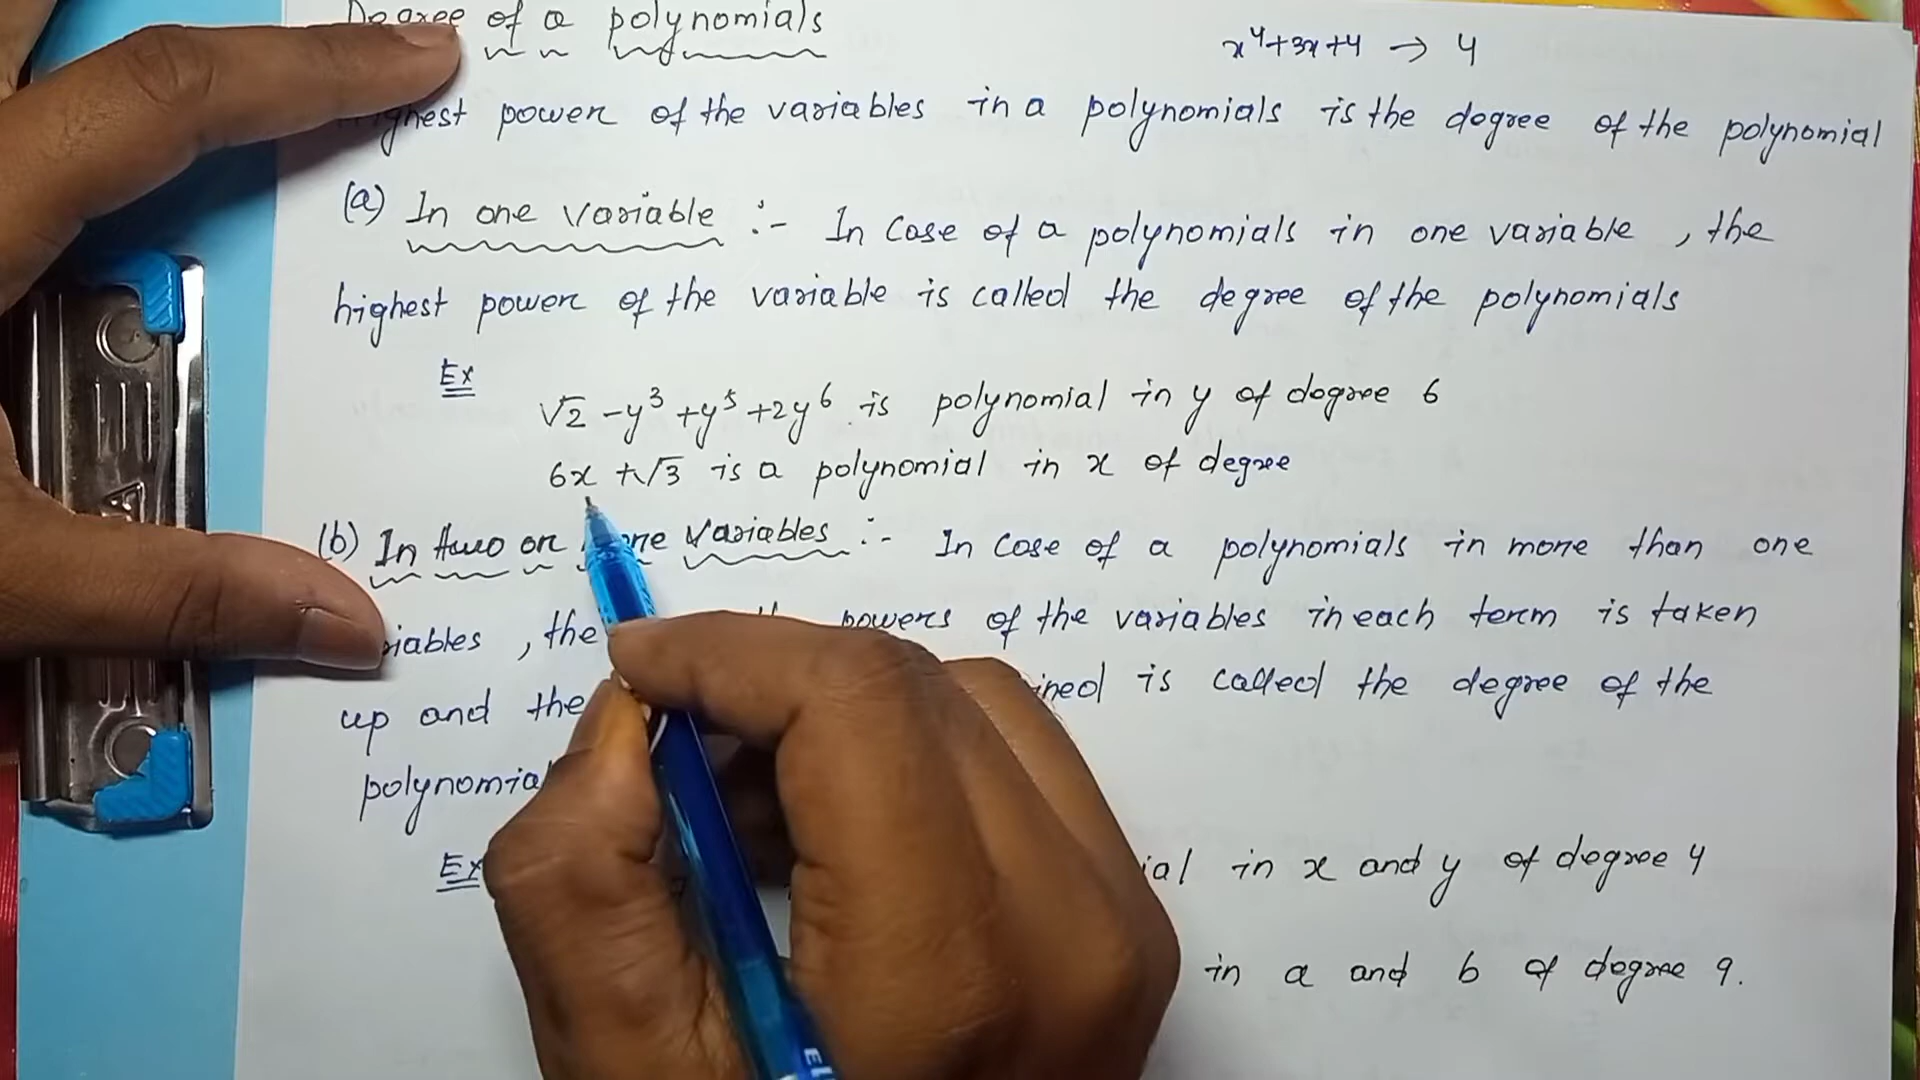 Degree of a polynomials
x⁴+3x+4 → 4
highest power of the variables in a polynomials is the degree of the polynomial
(a) In one variable :- In case of a polynomials in one variable , the
highest power of the variable is called the degree of the polynomials
Ex
√2 -y³ +y⁵ +2y⁶ is polynomial in y of degree 6
6x +√3 is a polynomial in x of degree
(b) In two or more Variables :- In case of a polynomials in more than one
riables , the powers of the variables in each term is taken
up and the ined is called the degree of the
polynomia
Ex ial in x and y of degree 4
in a and b of degree 9.